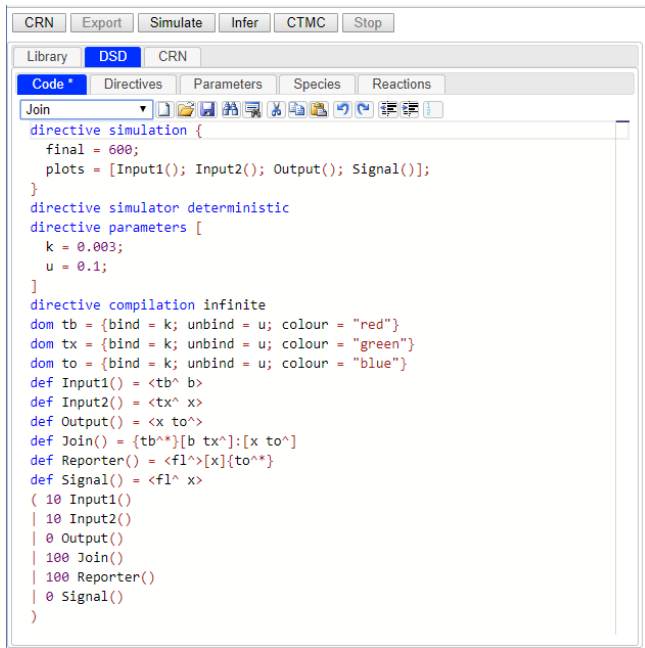 CRN Export Simulate Infer CTMC Stop
Library DSD CRN
Code * Directives Parameters Species Reactions
Join
directive simulation {
  final = 600;
  plots = [Input1(); Input2(); Output(); Signal()];
}
directive simulator deterministic
directive parameters [
  k = 0.003;
  u = 0.1;
]
directive compilation infinite
dom tb = {bind = k; unbind = u; colour = "red"}
dom tx = {bind = k; unbind = u; colour = "green"}
dom to = {bind = k; unbind = u; colour = "blue"}
def Input1() = <tb^ b>
def Input2() = <tx^ x>
def Output() = <x to^>
def Join() = {tb^*}[b tx^]:[x to^]
def Reporter() = <fl^>[x]{to^*}
def Signal() = <fl^ x>
( 10 Input1()
| 10 Input2()
| 0 Output()
| 100 Join()
| 100 Reporter()
| 0 Signal()
)